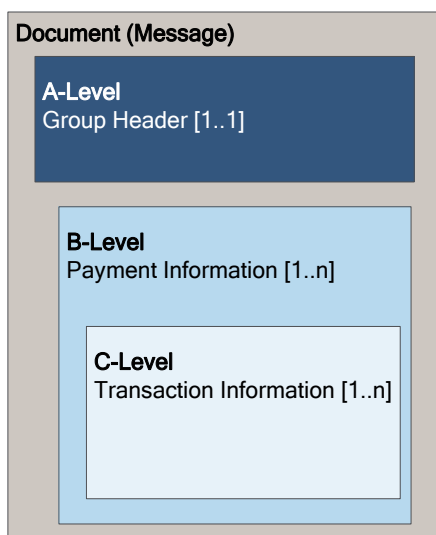 Document (Message)
A-Level
Group Header [1..1]
B-Level
Payment Information [1..n]
C-Level
Transaction Information [1..n]